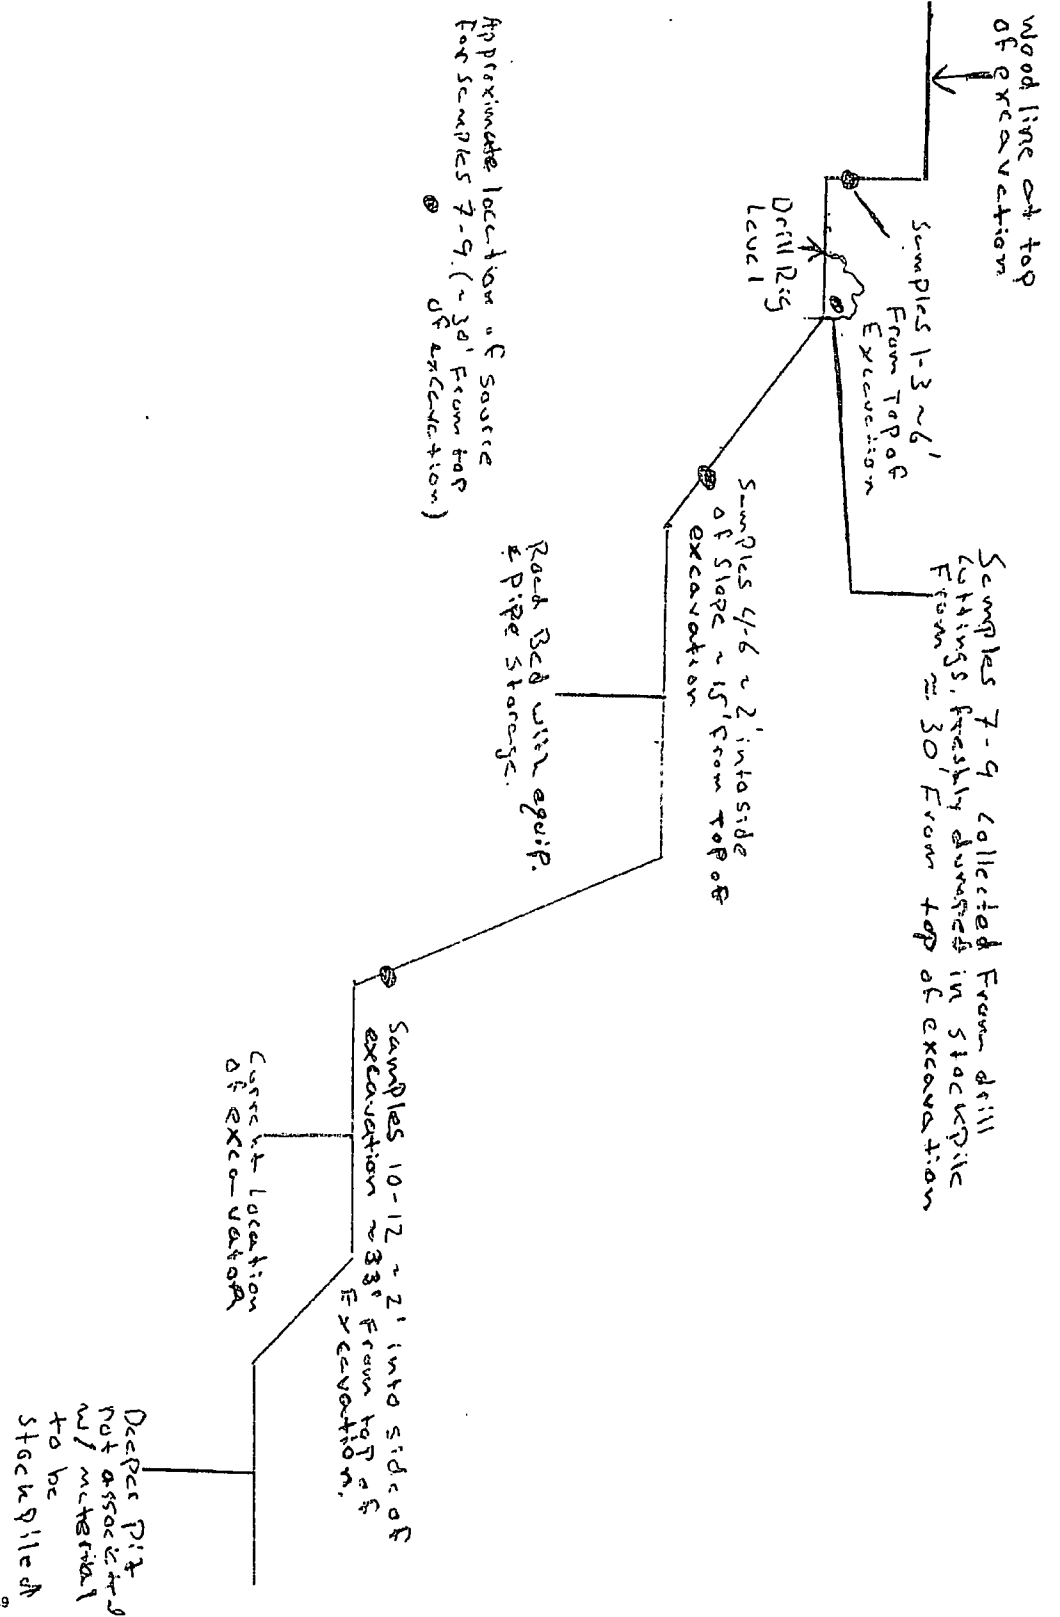 Wood line at top
of excavation
Samples 1-3 ~6'
From Top of
Excavation
Drill Rig
Level
Samples 7-9 collected From drill
cuttings, freshly dumped in stockpile
From ≈ 30' From top of excavation
Samples 4-6 ~ 2' into side
of slope ~ 15' From top of
excavation
Approximate location of source
For samples 7-9. (~30' From top
of excavation)
Road Bed with equip.
& pipe storage.
Samples 10-12 ~ 2' into side of
excavation ~33' From top of
Excavation.
Current location
of excavator
Deeper Pit
not associated
w/ material
to be
stockpiled
9